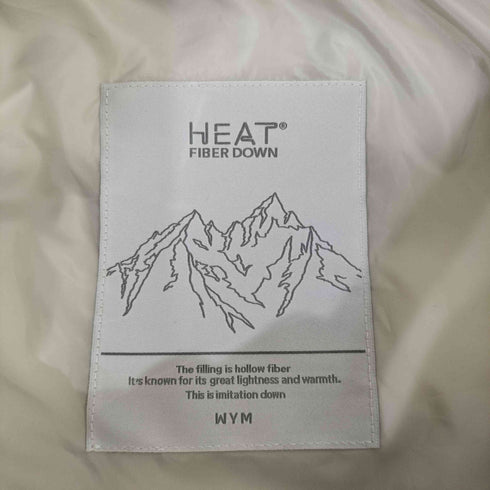 HEAT®
FIBER DOWN
The filling is hollow fiber
It's known for its great lightness and warmth.
This is imitation down
WYM